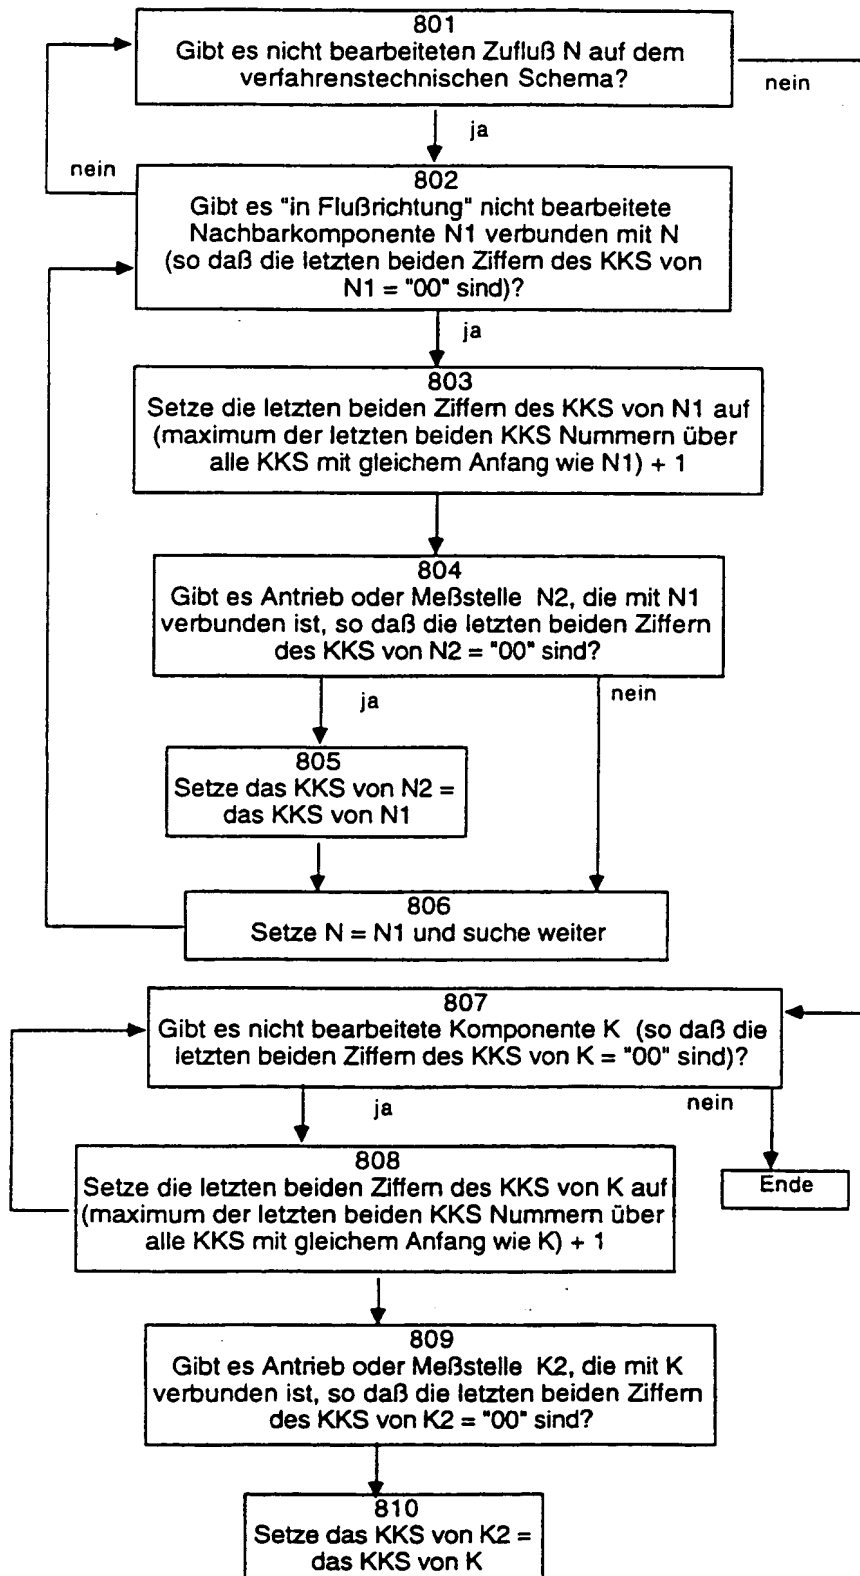 801
Gibt es nicht bearbeiteten Zufluß N auf dem
verfahrenstechnischen Schema?
nein
ja
nein
802
Gibt es "in Flußrichtung" nicht bearbeitete
Nachbarkomponente N1 verbunden mit N
(so daß die letzten beiden Ziffern des KKS von
N1 = "00" sind)?
ja
803
Setze die letzten beiden Ziffern des KKS von N1 auf
(maximum der letzten beiden KKS Nummern über
alle KKS mit gleichem Anfang wie N1) + 1
804
Gibt es Antrieb oder Meßstelle N2, die mit N1
verbunden ist, so daß die letzten beiden Ziffern
des KKS von N2 = "00" sind?
ja
nein
805
Setze das KKS von N2 =
das KKS von N1
806
Setze N = N1 und suche weiter
807
Gibt es nicht bearbeitete Komponente K (so daß die
letzten beiden Ziffern des KKS von K = "00" sind)?
ja
nein
808
Setze die letzten beiden Ziffern des KKS von K auf
(maximum der letzten beiden KKS Nummern über
alle KKS mit gleichem Anfang wie K) + 1
Ende
809
Gibt es Antrieb oder Meßstelle K2, die mit K
verbunden ist, so daß die letzten beiden Ziffern
des KKS von K2 = "00" sind?
810
Setze das KKS von K2 =
das KKS von K